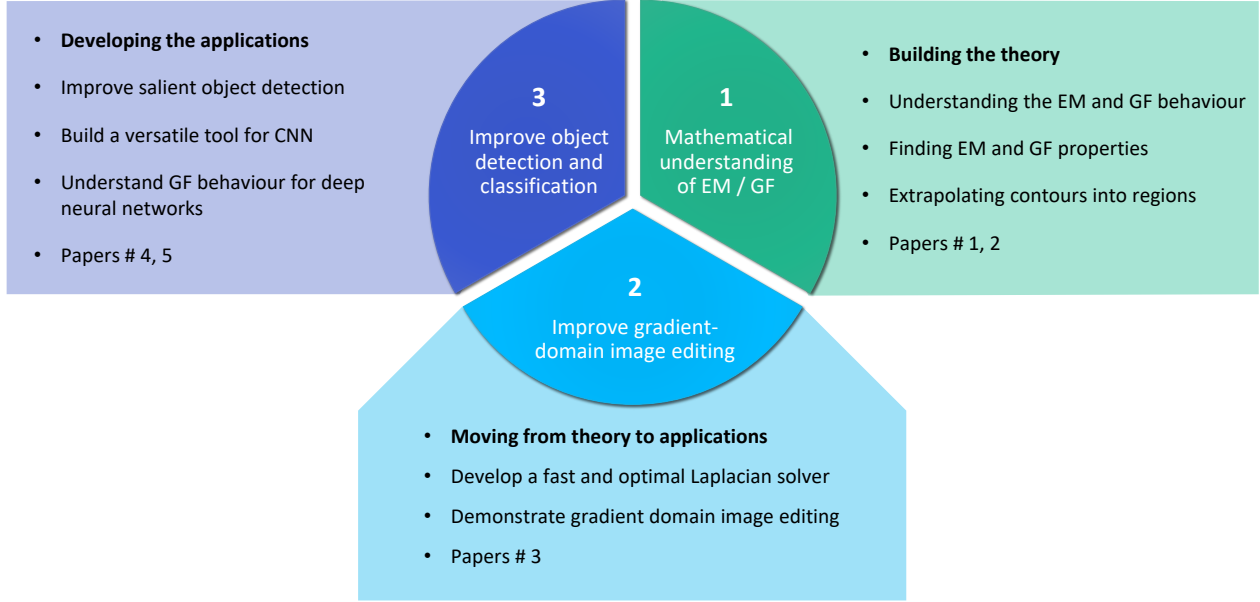 • Developing the applications
• Improve salient object detection
• Build a versatile tool for CNN
• Understand GF behaviour for deep
neural networks
• Papers # 4, 5
3
Improve object
detection and
classification
1
Mathematical
understanding
of EM / GF
• Building the theory
• Understanding the EM and GF behaviour
• Finding EM and GF properties
• Extrapolating contours into regions
• Papers # 1, 2
2
Improve gradient-
domain image editing
• Moving from theory to applications
• Develop a fast and optimal Laplacian solver
• Demonstrate gradient domain image editing
• Papers # 3